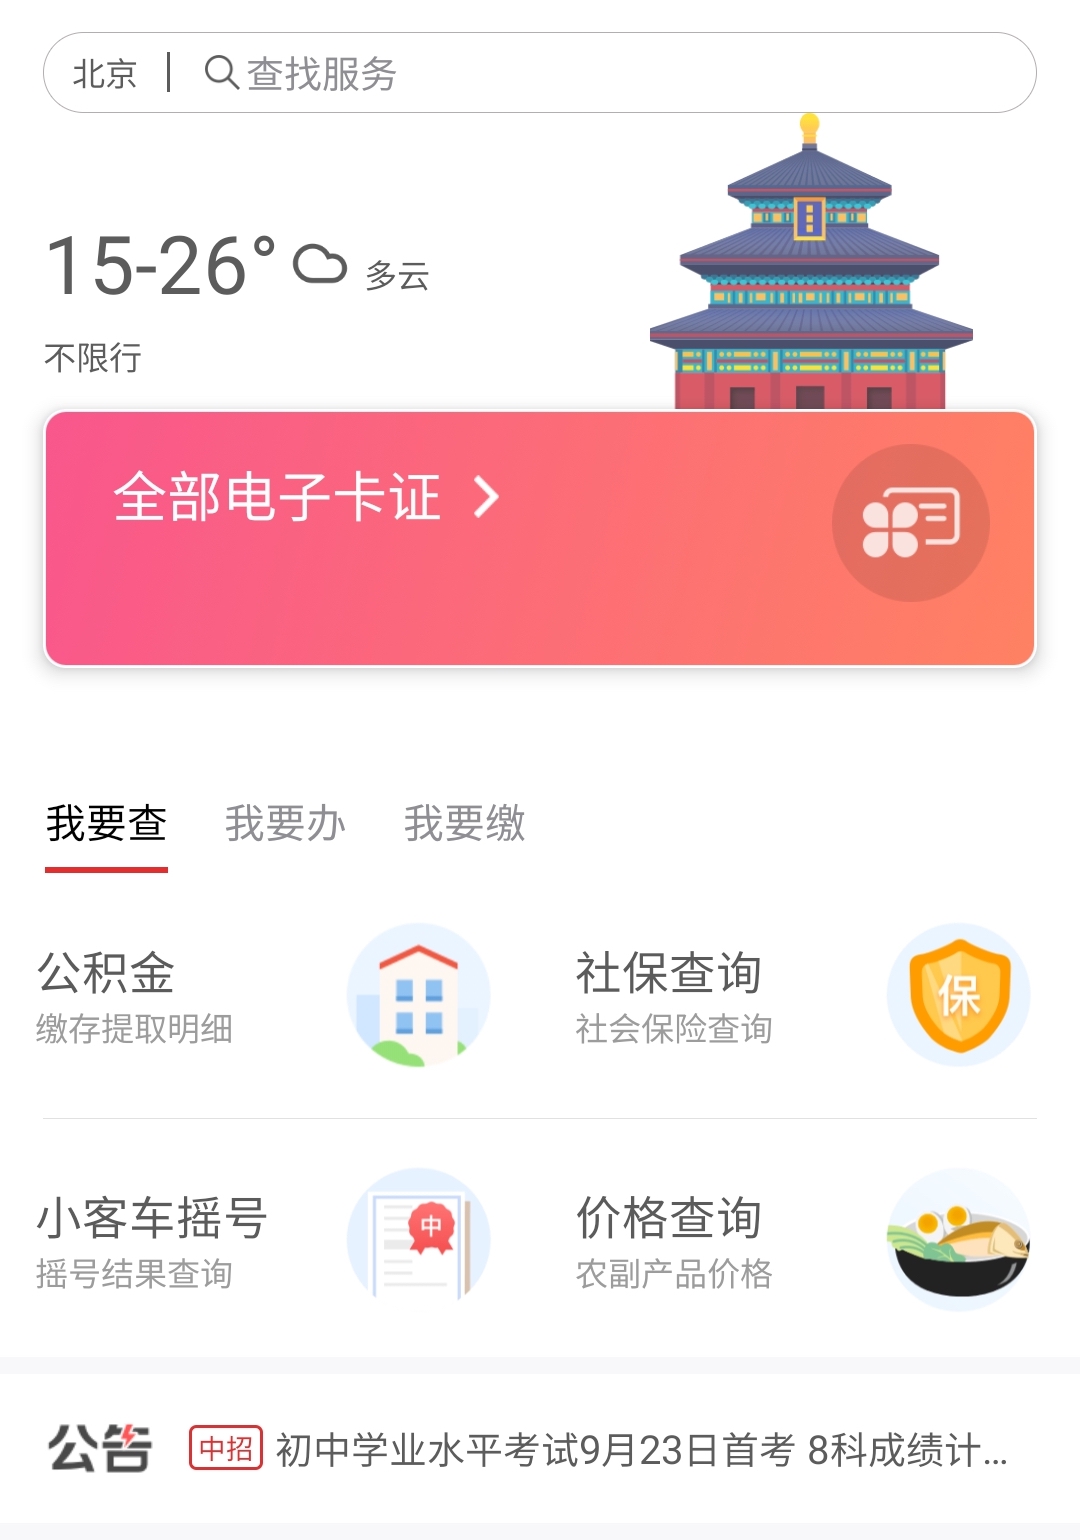 北京
查找服务
15-26°
多云
不限行
全部电子卡证
我要查 我要办 我要缴
公积金
缴存提取明细
社保查询
社会保险查询
保
小客车摇号
摇号结果查询
中
价格查询
农副产品价格
公告
中招
初中学业水平考试9月23日首考 8科成绩计...